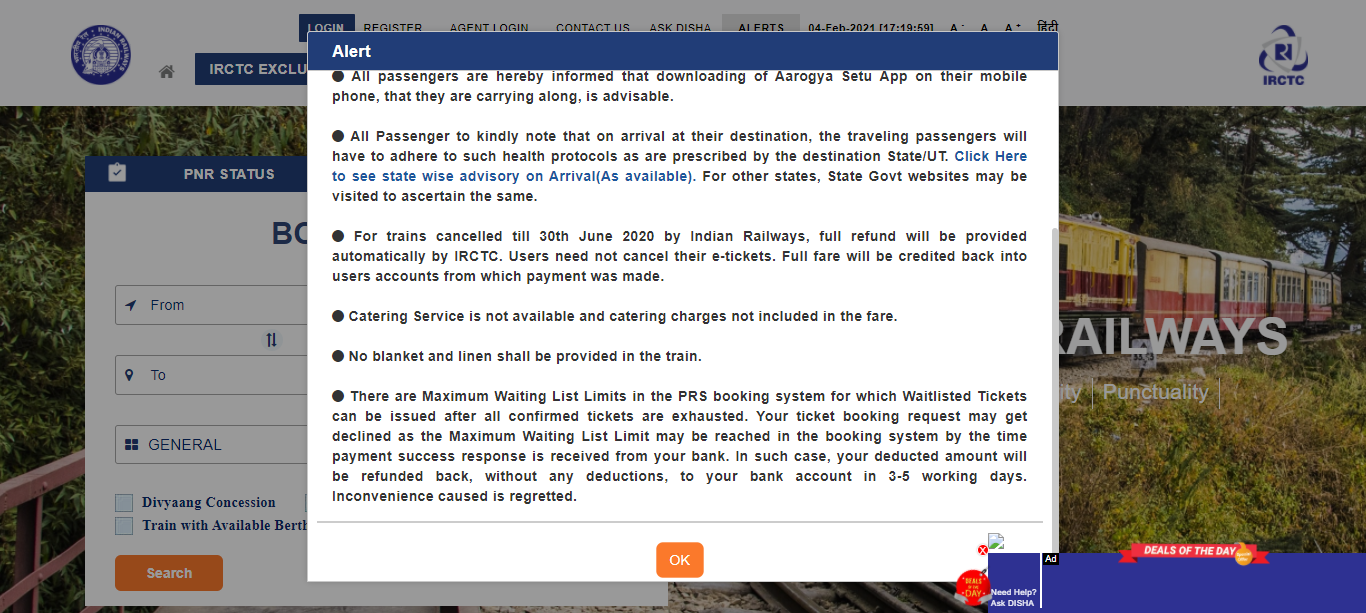 LOGIN REGISTER AGENT LOGIN CONTACT US ASK DISHA ALERTS 04-Feb-2021 [17:19:59] A - A A + हिंदी
INDIAN RAILWAYS
IRCTC EXCLU
IRCTC
Alert
● All passengers are hereby informed that downloading of Aarogya Setu App on their mobile
phone, that they are carrying along, is advisable.
● All Passenger to kindly note that on arrival at their destination, the traveling passengers will
have to adhere to such health protocols as are prescribed by the destination State/UT. Click Here
to see state wise advisory on Arrival(As available). For other states, State Govt websites may be
visited to ascertain the same.
● For trains cancelled till 30th June 2020 by Indian Railways, full refund will be provided
automatically by IRCTC. Users need not cancel their e-tickets. Full fare will be credited back into
users accounts from which payment was made.
● Catering Service is not available and catering charges not included in the fare.
● No blanket and linen shall be provided in the train.
● There are Maximum Waiting List Limits in the PRS booking system for which Waitlisted Tickets
can be issued after all confirmed tickets are exhausted. Your ticket booking request may get
declined as the Maximum Waiting List Limit may be reached in the booking system by the time
payment success response is received from your bank. In such case, your deducted amount will
be refunded back, without any deductions, to your bank account in 3-5 working days.
Inconvenience caused is regretted.
OK
PNR STATUS
BO
From
To
GENERAL
Divyaang Concession
Train with Available Berth
Search
RAILWAYS
ity | Punctuality |
DEALS OF THE DAY
Need Help?
Ask DISHA
Ad
DEALS OF THE DAY